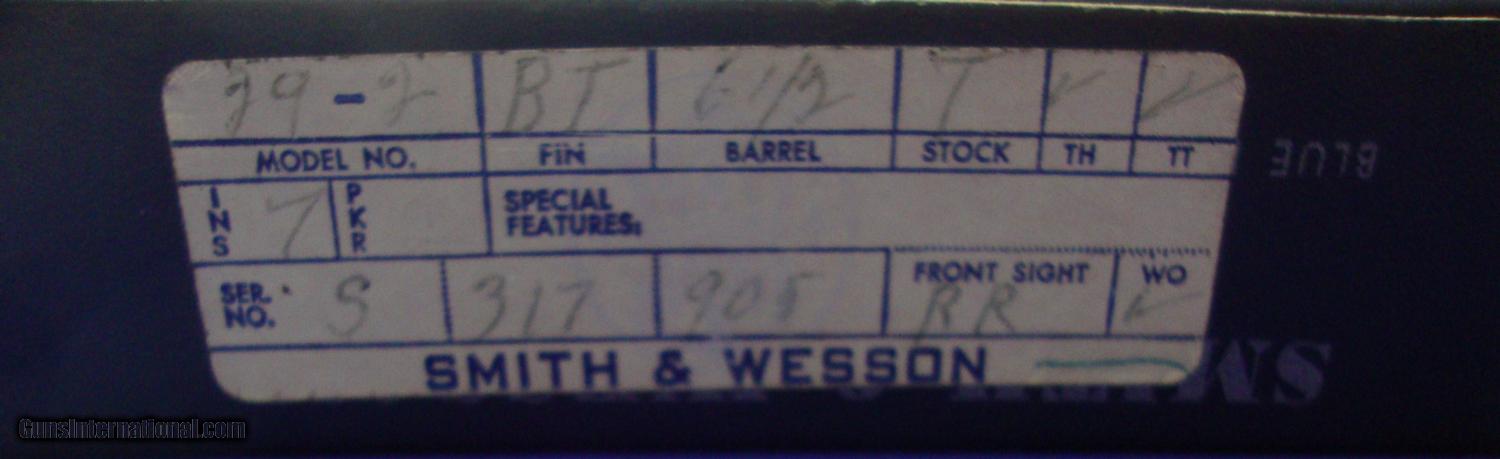 29-2 BT 6 1/2 T ✓ ✓
MODEL NO. FIN BARREL STOCK TH TT
BLUE
INS 7 PKR SPECIAL
FEATURES:
SER. NO. S 317 905 FRONT SIGHT RR WO ✓
SMITH & WESSON
GunsInternational.com